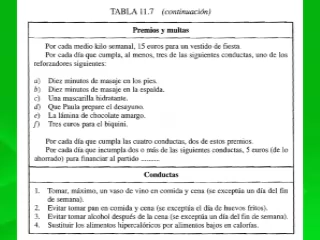 TABLA 11.7 (continuación)
Premios y multas
Por cada medio kilo semanal, 15 euros para un vestido de fiesta.
Por cada día que cumpla, al menos, tres de las siguientes conductas, uno de los
reforzadores siguientes:
a) Diez minutos de masaje en los pies.
b) Diez minutos de masaje en la espalda.
c) Una mascarilla hidratante.
d) Que Paula prepare el desayuno.
e) La lámina de chocolate amargo.
f) Tres euros para el biquini.
Por cada día que cumpla las cuatro conductas, dos de estos premios.
Por cada día que incumpla dos o más de las siguientes conductas, 5 euros (de lo
ahorrado) para financiar al partido ..........
Conductas
1. Tomar, máximo, un vaso de vino en comida y cena (se exceptúa un día del fin
de semana).
2. Evitar tomar pan en comida y cena (se exceptúa el día de huevos fritos).
3. Evitar alcohol después de la cena (se exceptúa un día del fin de semana).
4. Sustituir los alimentos hipercalóricos por alimentos bajos en calorías.